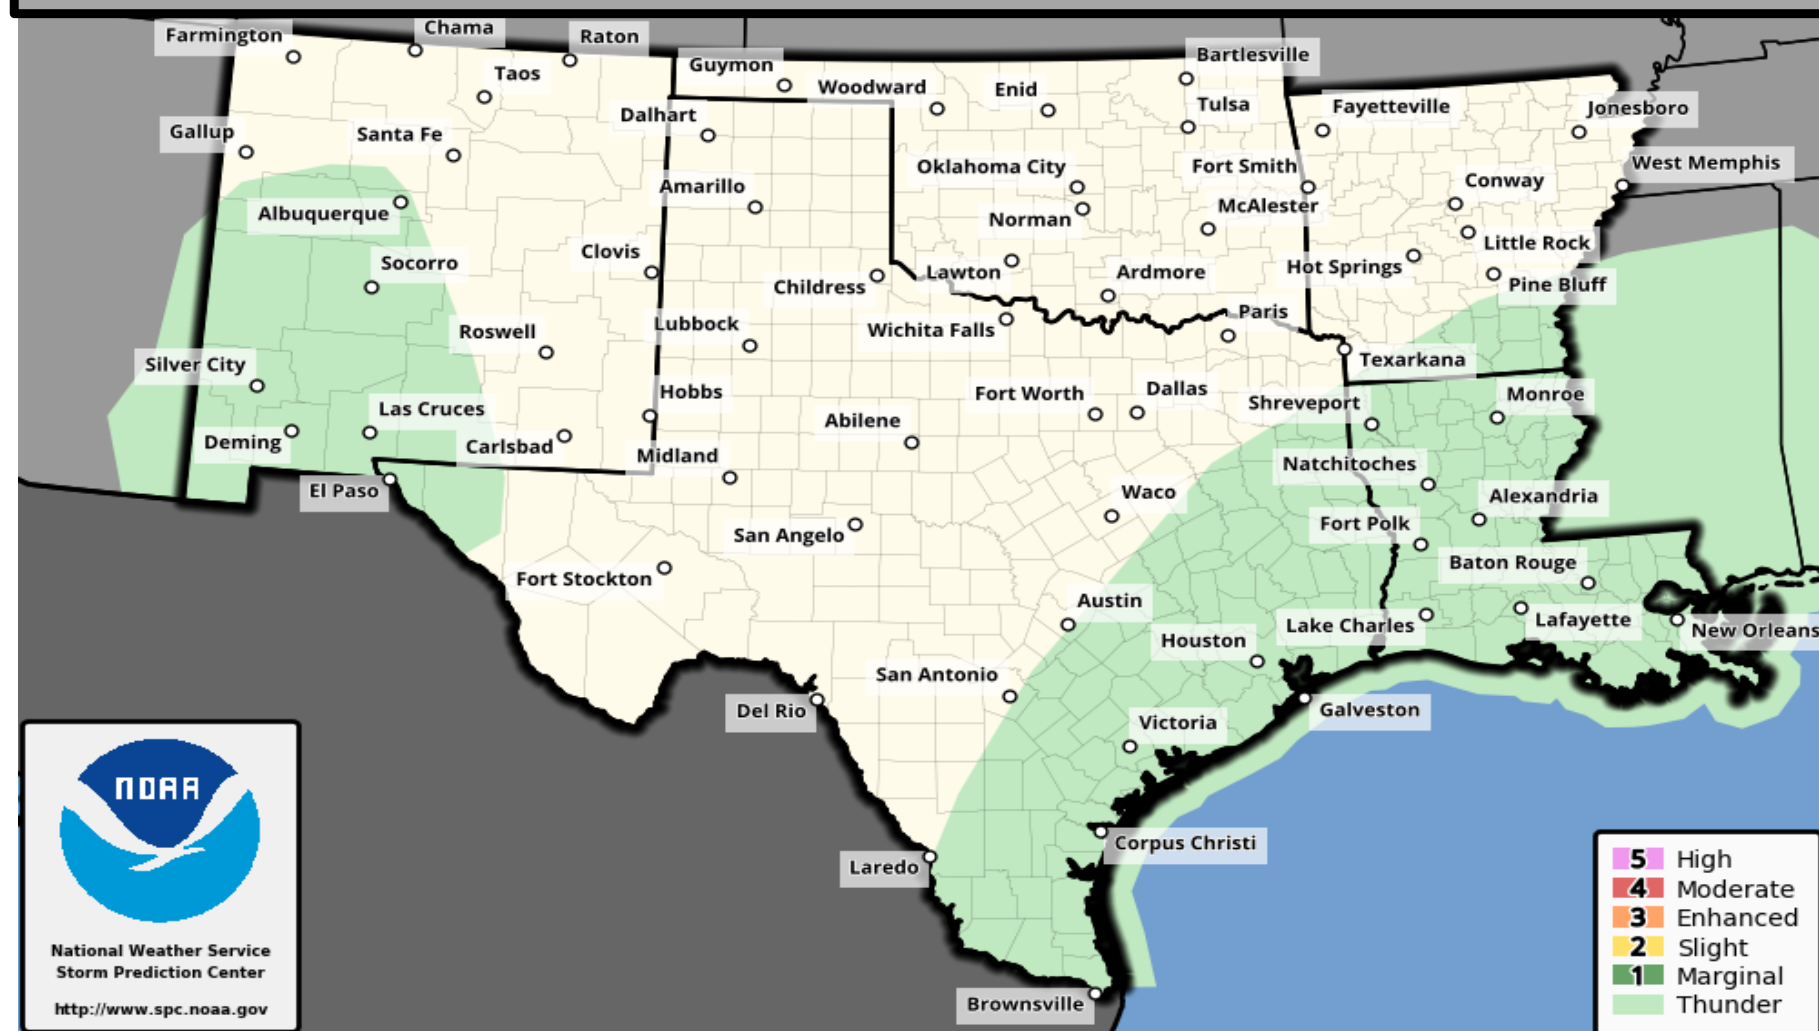 Farmington
Chama
Raton
Guymon
Bartlesville
Taos
Woodward
Enid
Tulsa
Fayetteville
Jonesboro
Dalhart
Gallup
Santa Fe
Oklahoma City
Fort Smith
West Memphis
Amarillo
Conway
Albuquerque
Norman
McAlester
Clovis
Socorro
Little Rock
Childress
Lawton
Ardmore
Hot Springs
Pine Bluff
Roswell
Lubbock
Wichita Falls
Paris
Silver City
Texarkana
Hobbs
Fort Worth
Dallas
Shreveport
Monroe
Las Cruces
Deming
Carlsbad
Midland
Abilene
Natchitoches
El Paso
Waco
Alexandria
San Angelo
Fort Polk
Fort Stockton
Baton Rouge
Austin
Houston
Lake Charles
Lafayette
New Orleans
San Antonio
Del Rio
Victoria
Galveston
Corpus Christi
Laredo
Brownsville
NOAA
National Weather Service
Storm Prediction Center
http://www.spc.noaa.gov
5 High
4 Moderate
3 Enhanced
2 Slight
1 Marginal
Thunder